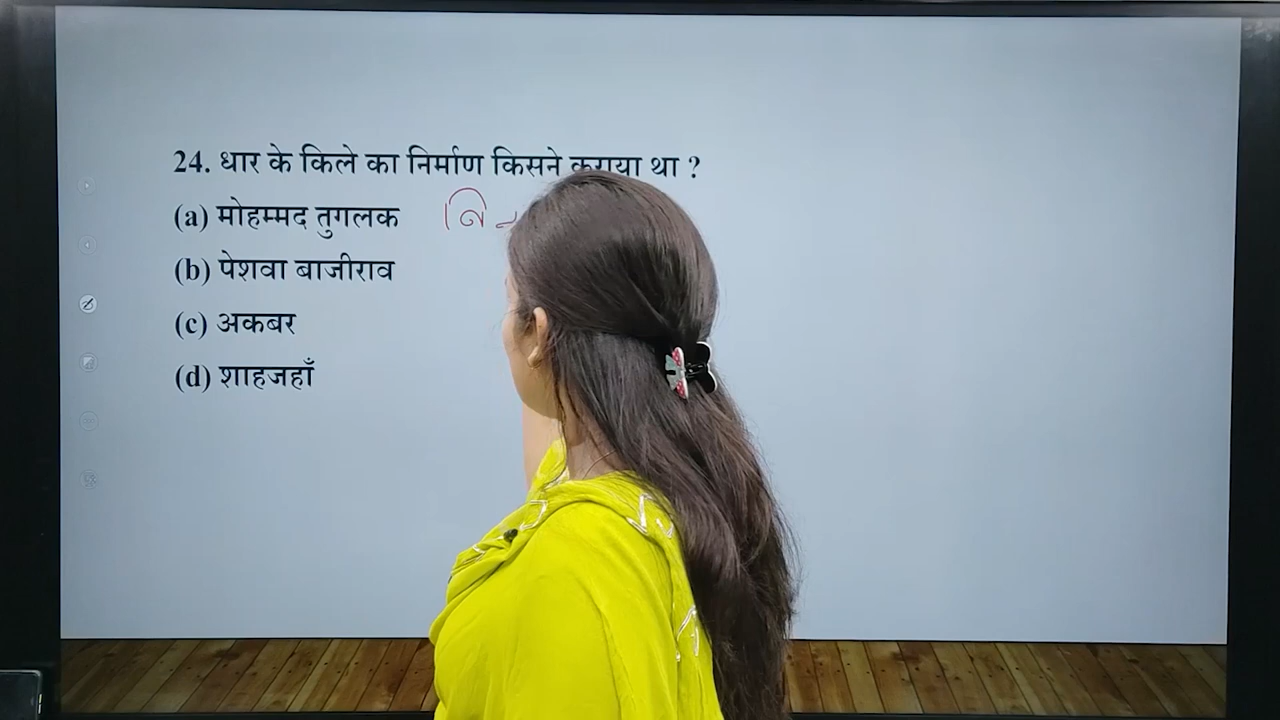 24. धार के किले का निर्माण किसने कराया था ?
(a) मोहम्मद तुगलक
(b) पेशवा बाजीराव
(c) अकबर
(d) शाहजहाँ